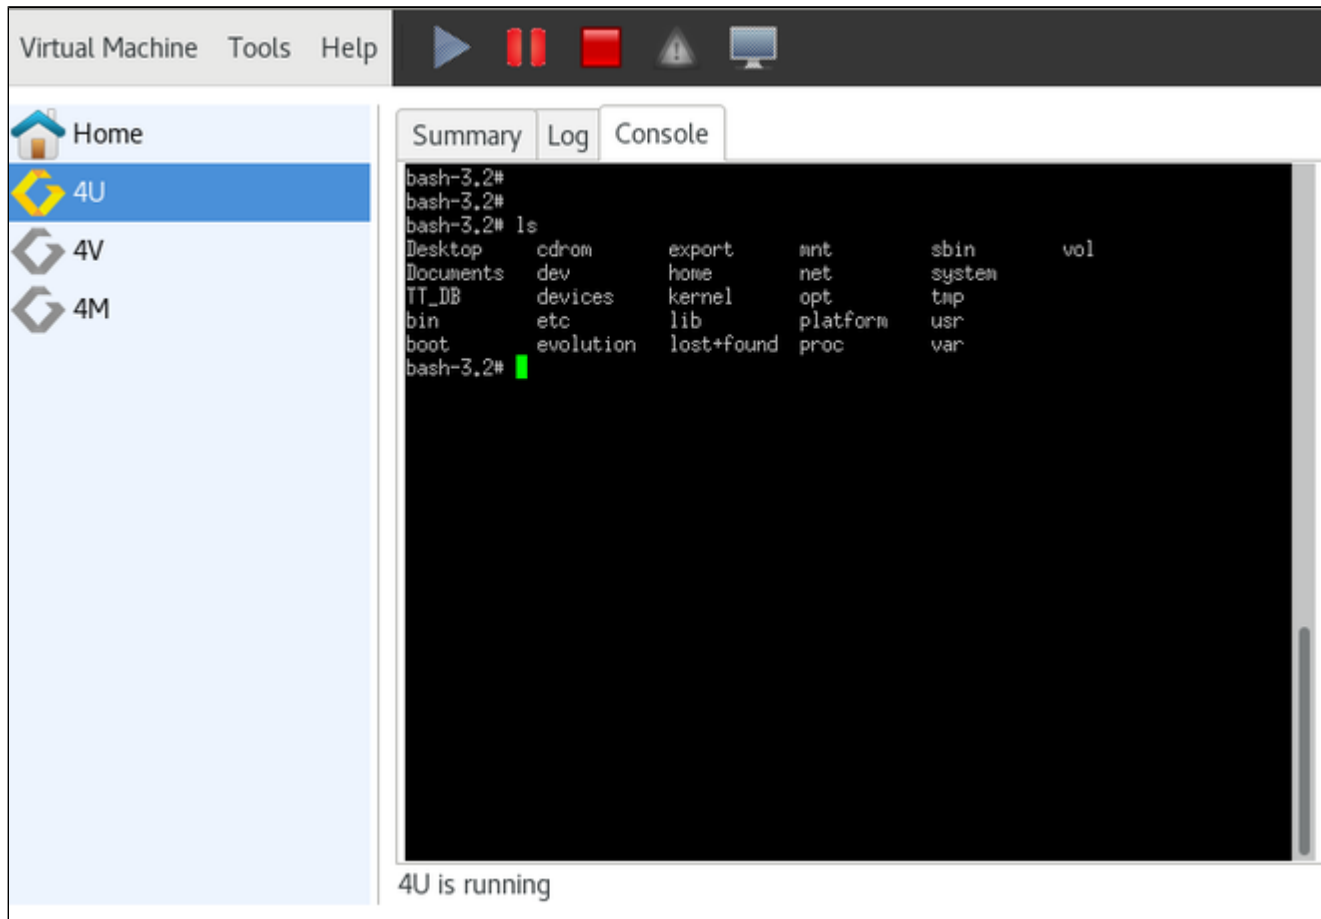 Virtual Machine Tools Help
Home
4U
4V
4M
Summary Log Console
bash-3.2#
bash-3.2#
bash-3.2# ls
Desktop cdrom export mnt sbin vol
Documents dev home net system
TT_DB devices kernel opt tmp
bin etc lib platform usr
boot evolution lost+found proc var
bash-3.2#
4U is running